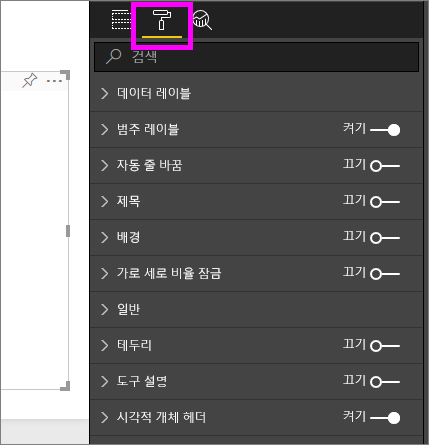 검색
데이터 레이블
범주 레이블 켜기
자동 줄 바꿈 끄기
제목 끄기
배경 끄기
가로 세로 비율 잠금 끄기
일반
테두리 끄기
도구 설명 끄기
시각적 개체 헤더 켜기